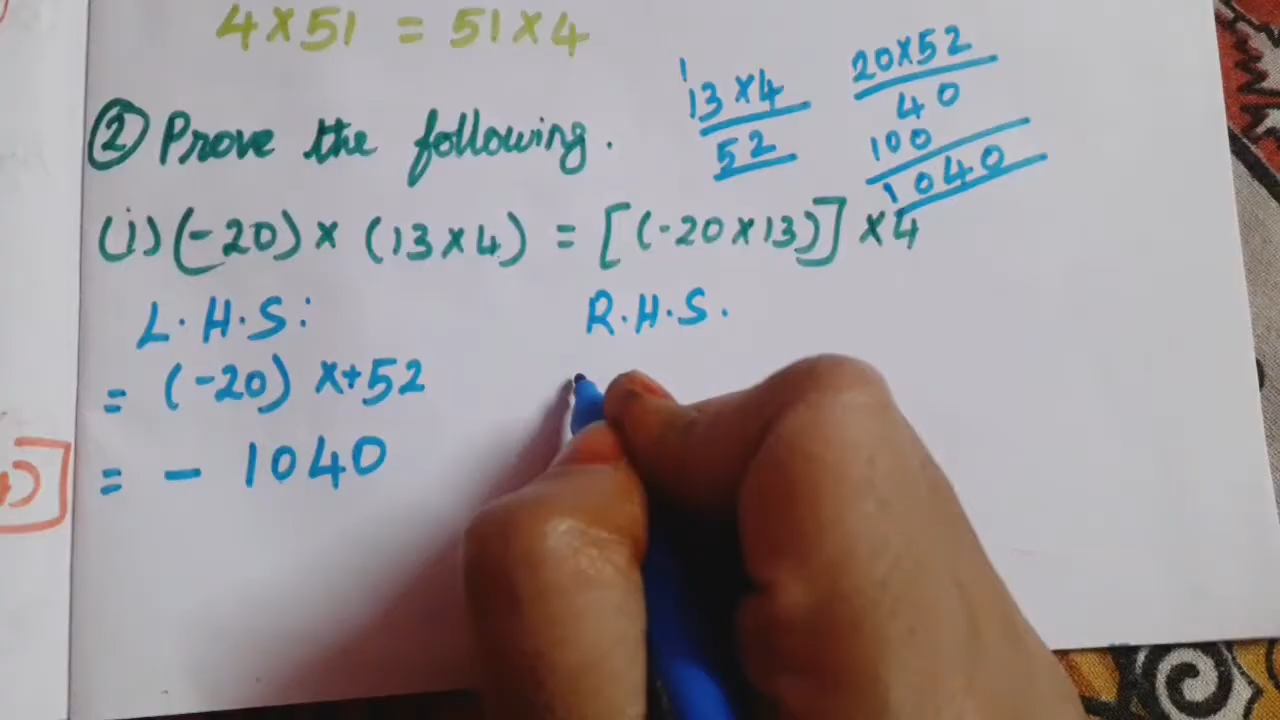 4×51 = 51×4
② Prove the following.
13×4
1
52
20×52
40
100
1040
(i) (-20) × (13×4) = [(-20×13)] ×4
L.H.S:
= (-20) ×+52
= - 1040
R.H.S.